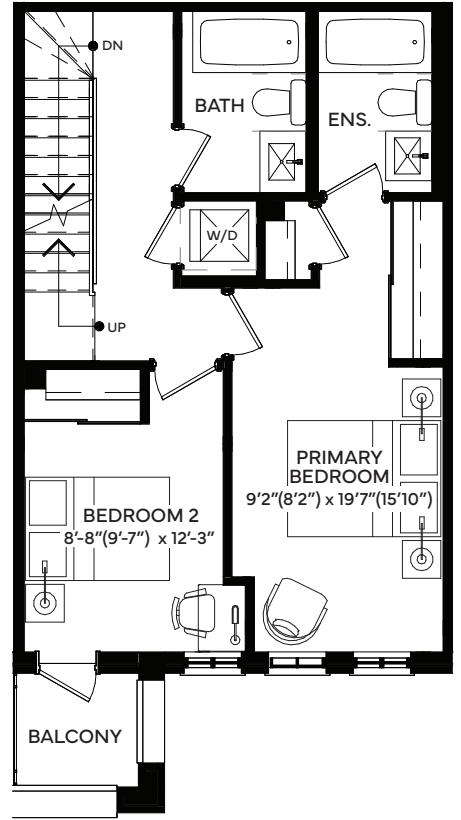 DN
BATH
ENS.
W/D
UP
PRIMARY
BEDROOM
9'2"(8'2") x 19'7"(15'10")
BEDROOM 2
8'-8"(9'-7") x 12'-3"
BALCONY